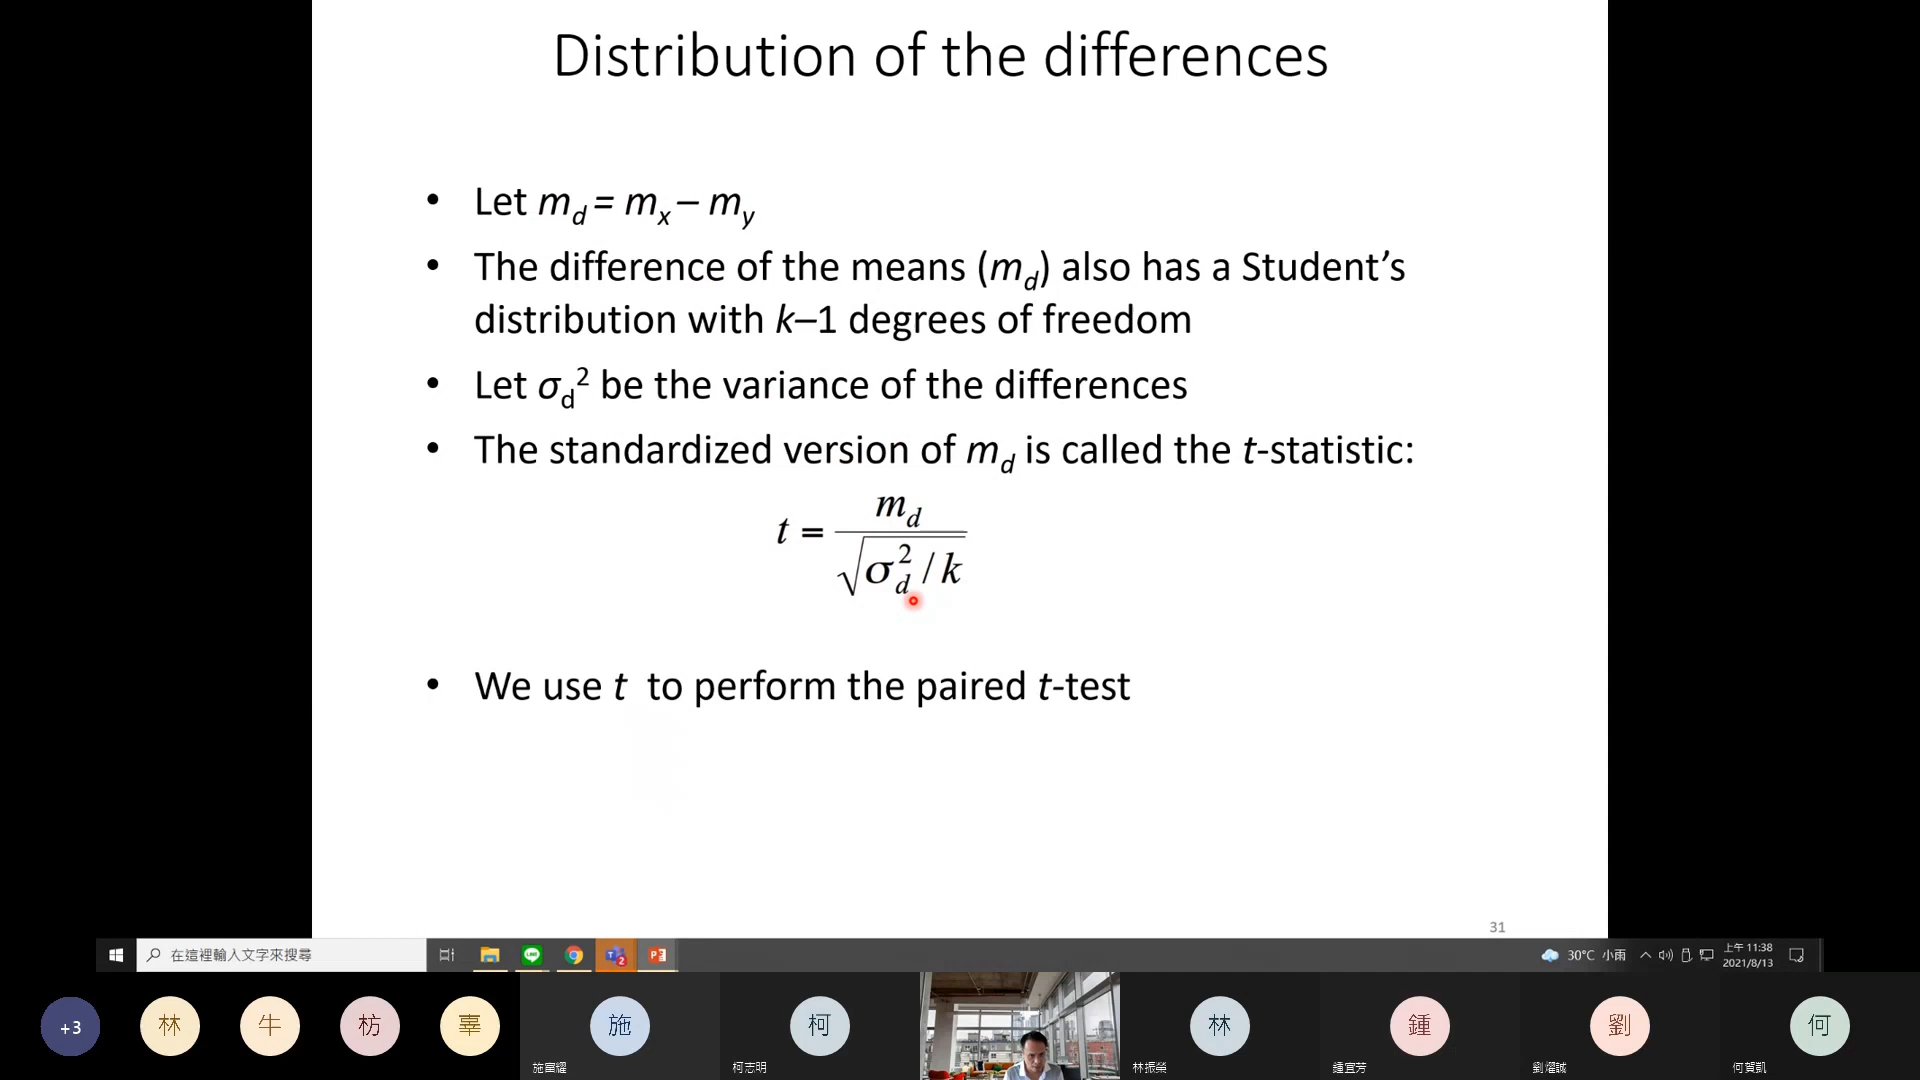 Distribution of the differences
• Let m_d = m_x – m_y
• The difference of the means (m_d) also has a Student’s
distribution with k–1 degrees of freedom
• Let σ_d² be the variance of the differences
• The standardized version of m_d is called the t-statistic:
t = m_d / √(σ_d² / k)
• We use t to perform the paired t-test
31
在這裡輸入文字來搜尋
30°C 小雨
上午 11:38
2021/8/13
+3
林
牛
枋
辜
施
柯
林
鍾
劉
何
施富耀
柯志明
林振榮
鍾宜芳
劉燿誠
何賀凱